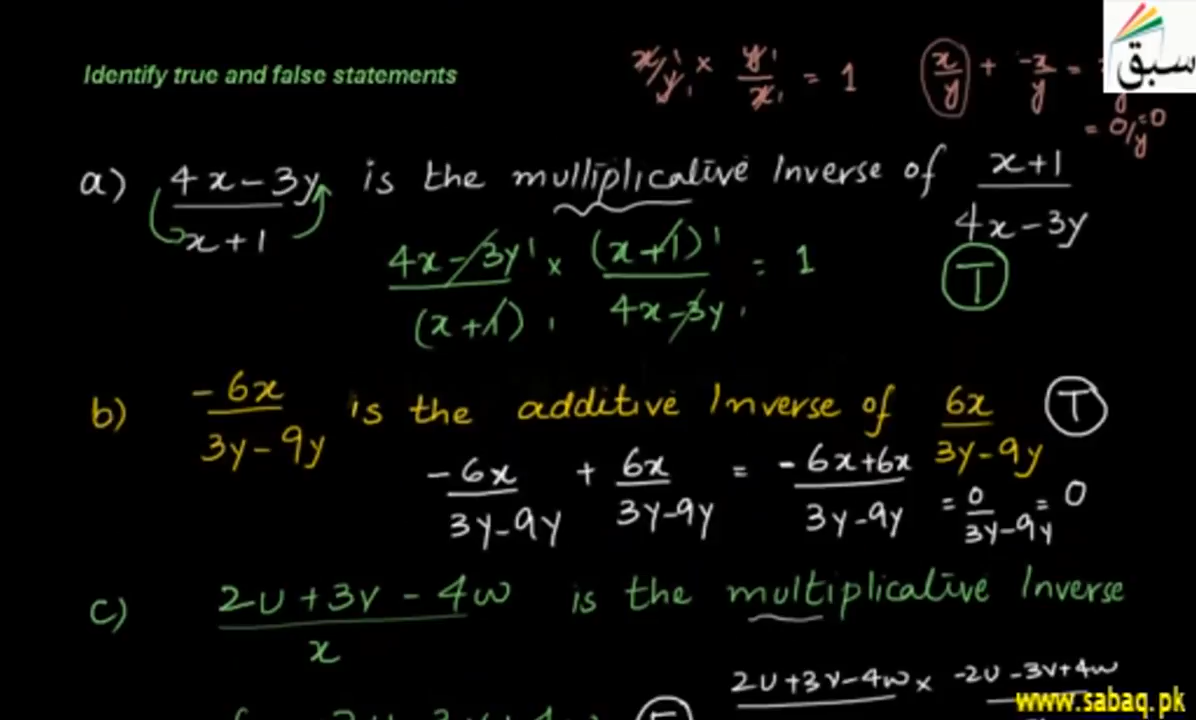 سبق
Identify true and false statements
x/y × y/x = 1
x/y + -x/y =
= 0/y = 0
a) (4x-3y)/(x+1) is the multiplicative Inverse of (x+1)/(4x-3y)
(4x-3y)/(x+1) × (x+1)/(4x-3y) = 1
T
b) -6x/(3y-9y) is the additive Inverse of 6x/(3y-9y) T
-6x/(3y-9y) + 6x/(3y-9y) = (-6x+6x)/(3y-9y) = 0/(3y-9y) = 0
c) (2u+3v-4w)/x is the multiplicative Inverse
2u+3v-4w × -2u-3v+4w
www.sabaq.pk